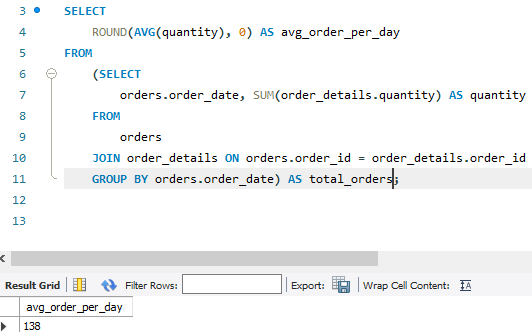 3 SELECT
4 ROUND(AVG(quantity), 0) AS avg_order_per_day
5 FROM
6 (SELECT
7 orders.order_date, SUM(order_details.quantity) AS quantity
8 FROM
9 orders
10 JOIN order_details ON orders.order_id = order_details.order_id
11 GROUP BY orders.order_date) AS total_orders;
12
13
Result Grid Filter Rows: Export: Wrap Cell Content: IA
avg_order_per_day
138